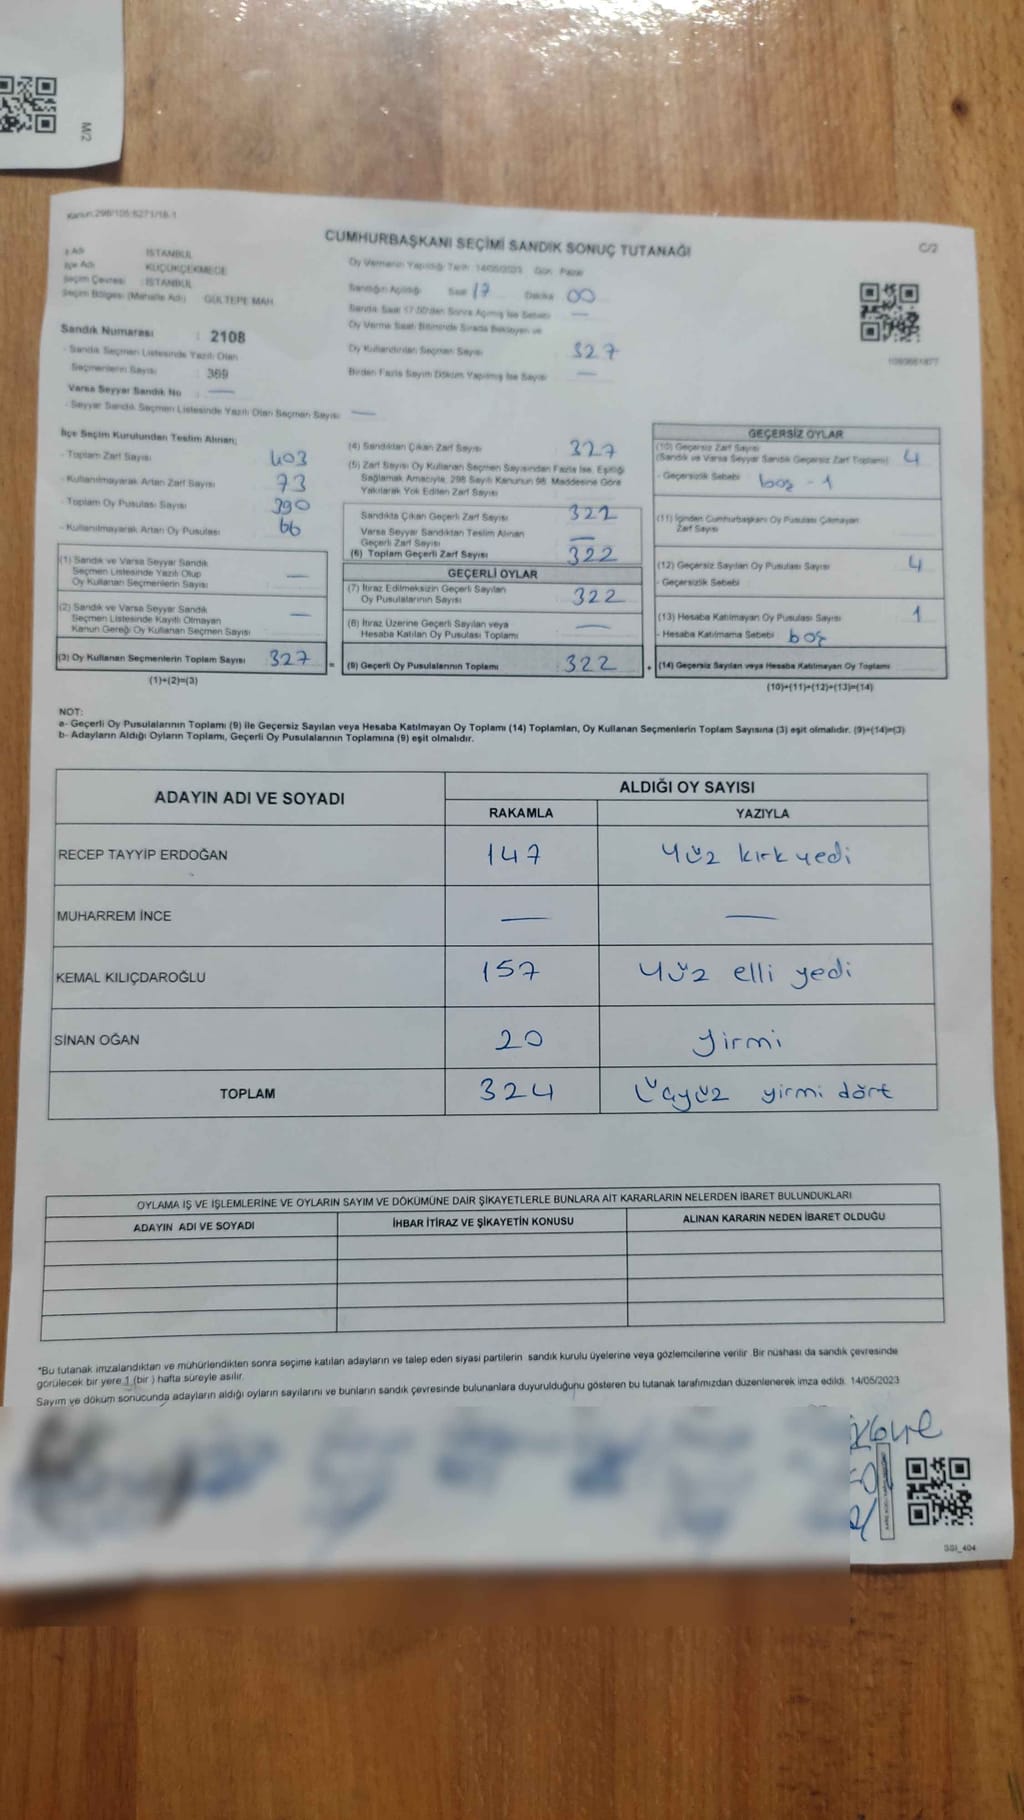 M/2
Kanun:298/105;6271/18-1
CUMHURBAŞKANI SEÇİMİ SANDIK SONUÇ TUTANAĞI
C/2
İl Adı İSTANBUL
İlçe Adı KÜÇÜKÇEKMECE
Seçim Çevresi : İSTANBUL
Seçim Bölgesi (Mahalle Adı) GÜLTEPE MAH.
Oy Vermenin Yapıldığı Tarih: 14/05/2023 Gün: Pazar
Sandığın Açıldığı Saat 17 Dakika 00
Sandık Saat 17:00'den Sonra Açılmış İse Sebebi —
Oy Verme Saati Bitiminde Sırada Bekleyen ve
Oy Kullandırılan Seçmen Sayısı 327
Birden Fazla Sayım Döküm Yapılmış İse Sayısı —
Sandık Numarası : 2108
- Sandık Seçmen Listesinde Yazılı Olan
Seçmenlerin Sayısı : 369
Varsa Seyyar Sandık No : —
- Seyyar Sandık Seçmen Listesinde Yazılı Olan Seçmen Sayısı —
İlçe Seçim Kurulundan Teslim Alınan;
- Toplam Zarf Sayısı 403
- Kullanılmayarak Artan Zarf Sayısı 73
- Toplam Oy Pusulası Sayısı 390
- Kullanılmayarak Artan Oy Pusulası 66
(1) Sandık ve Varsa Seyyar Sandık
Seçmen Listesinde Yazılı Olup
Oy Kullanan Seçmenlerin Sayısı —
(2) Sandık ve Varsa Seyyar Sandık
Seçmen Listesinde Kayıtlı Olmayan
Kanun Gereği Oy Kullanan Seçmen Sayısı —
(3) Oy Kullanan Seçmenlerin Toplam Sayısı 327 =
(1)+(2)=(3)
(4) Sandıktan Çıkan Zarf Sayısı 327
(5) Zarf Sayısı Oy Kullanan Seçmen Sayısından Fazla İse, Eşitliği
Sağlamak Amacıyla, 298 Sayılı Kanunun 98. Maddesine Göre
Yakılarak Yok Edilen Zarf Sayısı
Sandıkta Çıkan Geçerli Zarf Sayısı 322
Varsa Seyyar Sandıktan Teslim Alınan
Geçerli Zarf Sayısı —
(6) Toplam Geçerli Zarf Sayısı 322
GEÇERLİ OYLAR
(7) İtiraz Edilmeksizin Geçerli Sayılan
Oy Pusulalarının Sayısı 322
(8) İtiraz Üzerine Geçerli Sayılan veya
Hesaba Katılan Oy Pusulası Toplamı —
(9) Geçerli Oy Pusulalarının Toplamı 322 +
GEÇERSİZ OYLAR
(10) Geçersiz Zarf Sayısı
(Sandık ve Varsa Seyyar Sandık Geçersiz Zarf Toplamı) 4
- Geçersizlik Sebebi boş - 1
(11) İçinden Cumhurbaşkanı Oy Pusulası Çıkmayan
Zarf Sayısı
(12) Geçersiz Sayılan Oy Pusulası Sayısı 4
- Geçersizlik Sebebi
(13) Hesaba Katılmayan Oy Pusulası Sayısı 1
- Hesaba Katılmama Sebebi boş
(14) Geçersiz Sayılan veya Hesaba Katılmayan Oy Toplamı
(10)+(11)+(12)+(13)=(14)
NOT:
a- Geçerli Oy Pusulalarının Toplamı (9) ile Geçersiz Sayılan veya Hesaba Katılmayan Oy Toplamı (14) Toplamları, Oy Kullanan Seçmenlerin Toplam Sayısına (3) eşit olmalıdır. (9)+(14)=(3)
b- Adayların Aldığı Oyların Toplamı, Geçerli Oy Pusulalarının Toplamına (9) eşit olmalıdır.
ADAYIN ADI VE SOYADI ALDIĞI OY SAYISI
RAKAMLA YAZIYLA
RECEP TAYYİP ERDOĞAN 147 Yüz kırk yedi
MUHARREM İNCE — —
KEMAL KILIÇDAROĞLU 157 Yüz elli yedi
SİNAN OĞAN 20 yirmi
TOPLAM 324 üçyüz yirmi dört
OYLAMA İŞ VE İŞLEMLERİNE VE OYLARIN SAYIM VE DÖKÜMÜNE DAİR ŞİKAYETLERLE BUNLARA AİT KARARLARIN NELERDEN İBARET BULUNDUKLARI
ADAYIN ADI VE SOYADI İHBAR İTİRAZ VE ŞİKAYETİN KONUSU ALINAN KARARIN NEDEN İBARET OLDUĞU
*Bu tutanak imzalandıktan ve mühürlendikten sonra seçime katılan adayların ve talep eden siyasi partilerin sandık kurulu üyelerine veya gözlemcilerine verilir. Bir nüshası da sandık çevresinde
görülecek bir yere 1 (bir) hafta süreyle asılır.
Sayım ve döküm sonucunda adayların aldığı oyların sayılarını ve bunların sandık çevresinde bulunanlara duyurulduğunu gösteren bu tutanak tarafımızdan düzenlenerek imza edildi. 14/05/2023
SSI_404